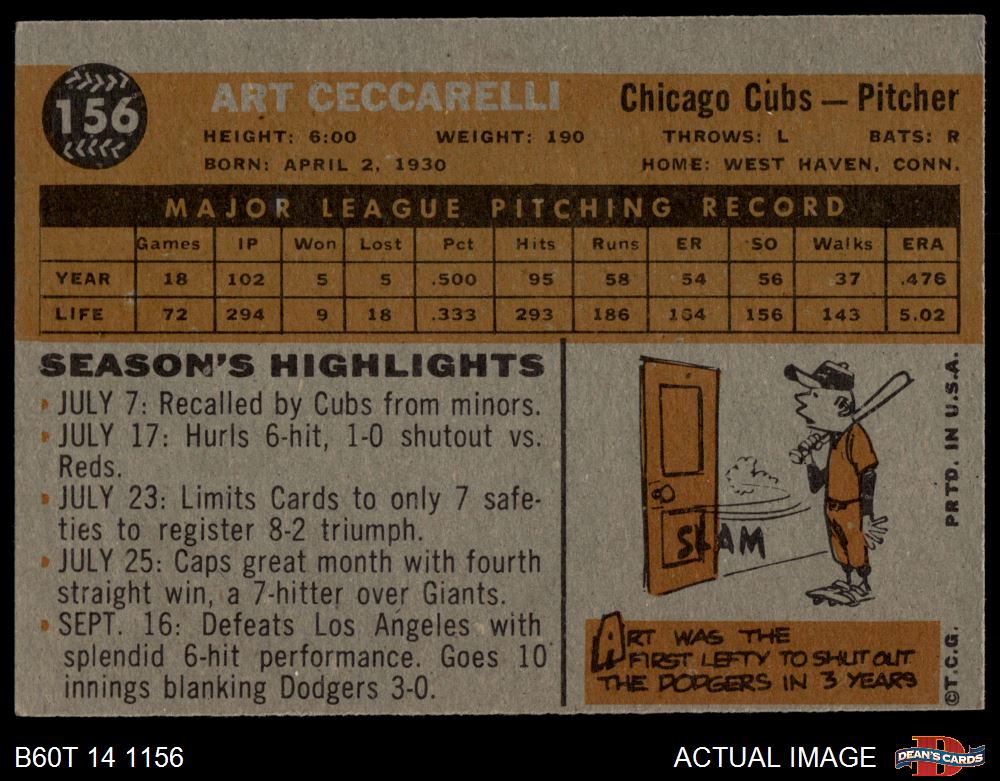 156
ART CECCARELLI
Chicago Cubs — Pitcher
HEIGHT: 6:00 WEIGHT: 190 THROWS: L BATS: R
BORN: APRIL 2, 1930 HOME: WEST HAVEN, CONN.
MAJOR LEAGUE PITCHING RECORD
Games IP Won Lost Pct Hits Runs ER SO Walks ERA
YEAR 18 102 5 5 .500 95 58 54 56 37 .476
LIFE 72 294 9 18 .333 293 186 164 156 143 5.02
SEASON'S HIGHLIGHTS
JULY 7: Recalled by Cubs from minors.
JULY 17: Hurls 6-hit, 1-0 shutout vs.
Reds.
JULY 23: Limits Cards to only 7 safe-
ties to register 8-2 triumph.
JULY 25: Caps great month with fourth
straight win, a 7-hitter over Giants.
SEPT. 16: Defeats Los Angeles with
splendid 6-hit performance. Goes 10
innings blanking Dodgers 3-0.
SLAM
ART WAS THE
FIRST LEFTY TO SHUT OUT
THE DODGERS IN 3 YEARS
©T.C.G. PRTD. IN U.S.A.
B60T 14 1156
ACTUAL IMAGE
DEAN'S CARDS